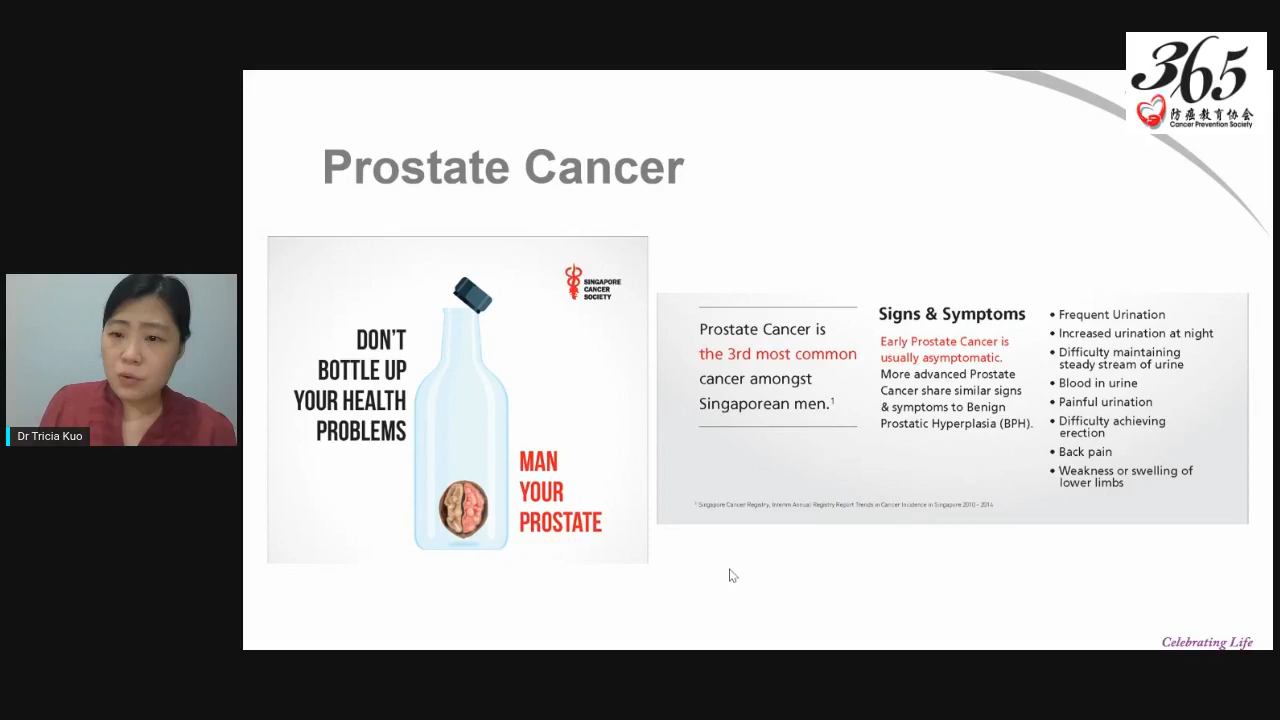 365
防癌教育协会
Cancer Prevention Society
Prostate Cancer
SINGAPORE
CANCER
SOCIETY
DON'T
BOTTLE UP
YOUR HEALTH
PROBLEMS
MAN
YOUR
PROSTATE
Prostate Cancer is
the 3rd most common
cancer amongst
Singaporean men.¹
Signs & Symptoms
Early Prostate Cancer is
usually asymptomatic.
More advanced Prostate
Cancer share similar signs
& symptoms to Benign
Prostatic Hyperplasia (BPH).
• Frequent Urination
• Increased urination at night
• Difficulty maintaining
steady stream of urine
• Blood in urine
• Painful urination
• Difficulty achieving
erection
• Back pain
• Weakness or swelling of
lower limbs
¹ Singapore Cancer Registry, Interim Annual Registry Report Trends in Cancer Incidence in Singapore 2010 - 2014
Dr Tricia Kuo
Celebrating Life